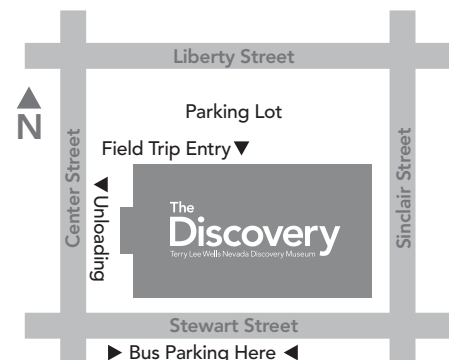 Liberty Street
Parking Lot
N
Field Trip Entry▼
Center Street
◀ Unloading
The
Discovery
Terry Lee Wells Nevada Discovery Museum
Sinclair Street
Stewart Street
▶ Bus Parking Here ◀